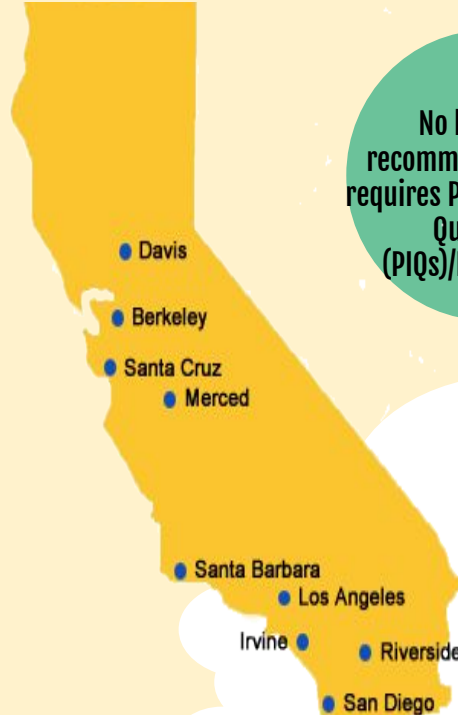 No
recomm
requires P
Qu
(PIQs)/
Davis
Berkeley
Santa Cruz
Merced
Santa Barbara
Los Angeles
Irvine
Riverside
San Diego